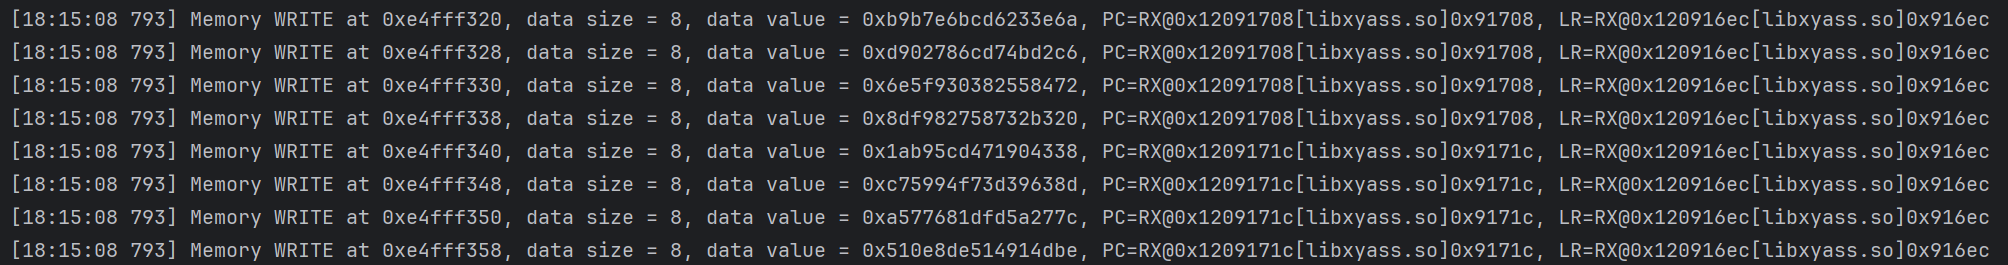 [18:15:08 793] Memory WRITE at 0xe4fff320, data size = 8, data value = 0xb9b7e6bcd6233e6a, PC=RX@0x12091708[libxyass.so]0x91708, LR=RX@0x120916ec[libxyass.so]0x916ec
[18:15:08 793] Memory WRITE at 0xe4fff328, data size = 8, data value = 0xd902786cd74bd2c6, PC=RX@0x12091708[libxyass.so]0x91708, LR=RX@0x120916ec[libxyass.so]0x916ec
[18:15:08 793] Memory WRITE at 0xe4fff330, data size = 8, data value = 0x6e5f930382558472, PC=RX@0x12091708[libxyass.so]0x91708, LR=RX@0x120916ec[libxyass.so]0x916ec
[18:15:08 793] Memory WRITE at 0xe4fff338, data size = 8, data value = 0x8df982758732b320, PC=RX@0x12091708[libxyass.so]0x91708, LR=RX@0x120916ec[libxyass.so]0x916ec
[18:15:08 793] Memory WRITE at 0xe4fff340, data size = 8, data value = 0x1ab95cd471904338, PC=RX@0x1209171c[libxyass.so]0x9171c, LR=RX@0x120916ec[libxyass.so]0x916ec
[18:15:08 793] Memory WRITE at 0xe4fff348, data size = 8, data value = 0xc75994f73d39638d, PC=RX@0x1209171c[libxyass.so]0x9171c, LR=RX@0x120916ec[libxyass.so]0x916ec
[18:15:08 793] Memory WRITE at 0xe4fff350, data size = 8, data value = 0xa577681dfd5a277c, PC=RX@0x1209171c[libxyass.so]0x9171c, LR=RX@0x120916ec[libxyass.so]0x916ec
[18:15:08 793] Memory WRITE at 0xe4fff358, data size = 8, data value = 0x510e8de514914dbe, PC=RX@0x1209171c[libxyass.so]0x9171c, LR=RX@0x120916ec[libxyass.so]0x916ec